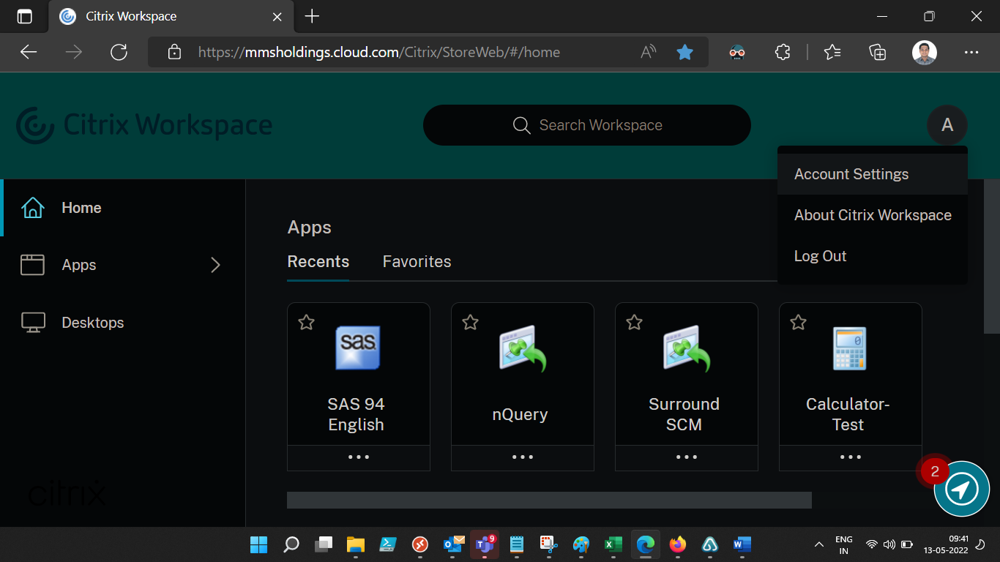 Citrix Workspace
https://mmsholdings.cloud.com/Citrix/StoreWeb/#/home
Citrix Workspace
Search Workspace
A
Account Settings
About Citrix Workspace
Log Out
Home
Apps
Desktops
citrix
Apps
Recents
Favorites
sas
SAS 94
English
nQuery
Surround
SCM
0
Calculator-
Test
2
9
ENG
IN
09:41
13-05-2022